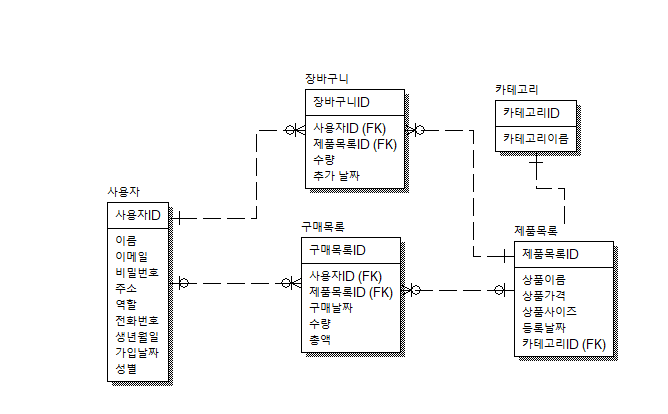 장바구니
장바구니ID
사용자ID (FK)
제품목록ID (FK)
수량
추가 날짜
카테고리
카테고리ID
카테고리이름
사용자
사용자ID
이름
이메일
비밀번호
주소
역할
전화번호
생년월일
가입날짜
성별
구매목록
구매목록ID
사용자ID (FK)
제품목록ID (FK)
구매날짜
수량
총액
제품목록
제품목록ID
상품이름
상품가격
상품사이즈
등록날짜
카테고리ID (FK)